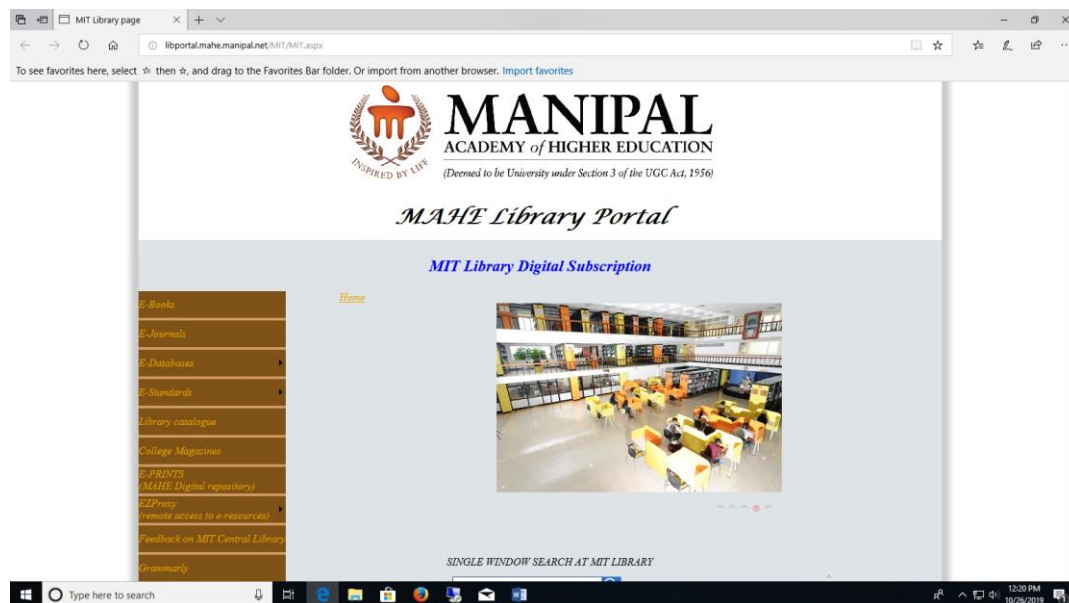 MIT Library page
libportal.mahe.manipal.net/MIT/MIT.aspx
To see favorites here, select then , and drag to the Favorites Bar folder. Or import from another browser. Import favorites
INSPIRED BY LIFE
MANIPAL
ACADEMY of HIGHER EDUCATION
(Deemed to be University under Section 3 of the UGC Act, 1956)
MAHE Library Portal
MIT Library Digital Subscription
Home
E-Books
E-Journals
E-Databases
E-Standards
Library catalogue
College Magazines
E-PRINTS
(MAHE Digital repository)
EZProxy
(remote access to e-resources)
Feedback on MIT Central Library
Grammarly
SINGLE WINDOW SEARCH AT MIT LIBRARY
Type here to search
12:20 PM
10/26/2019